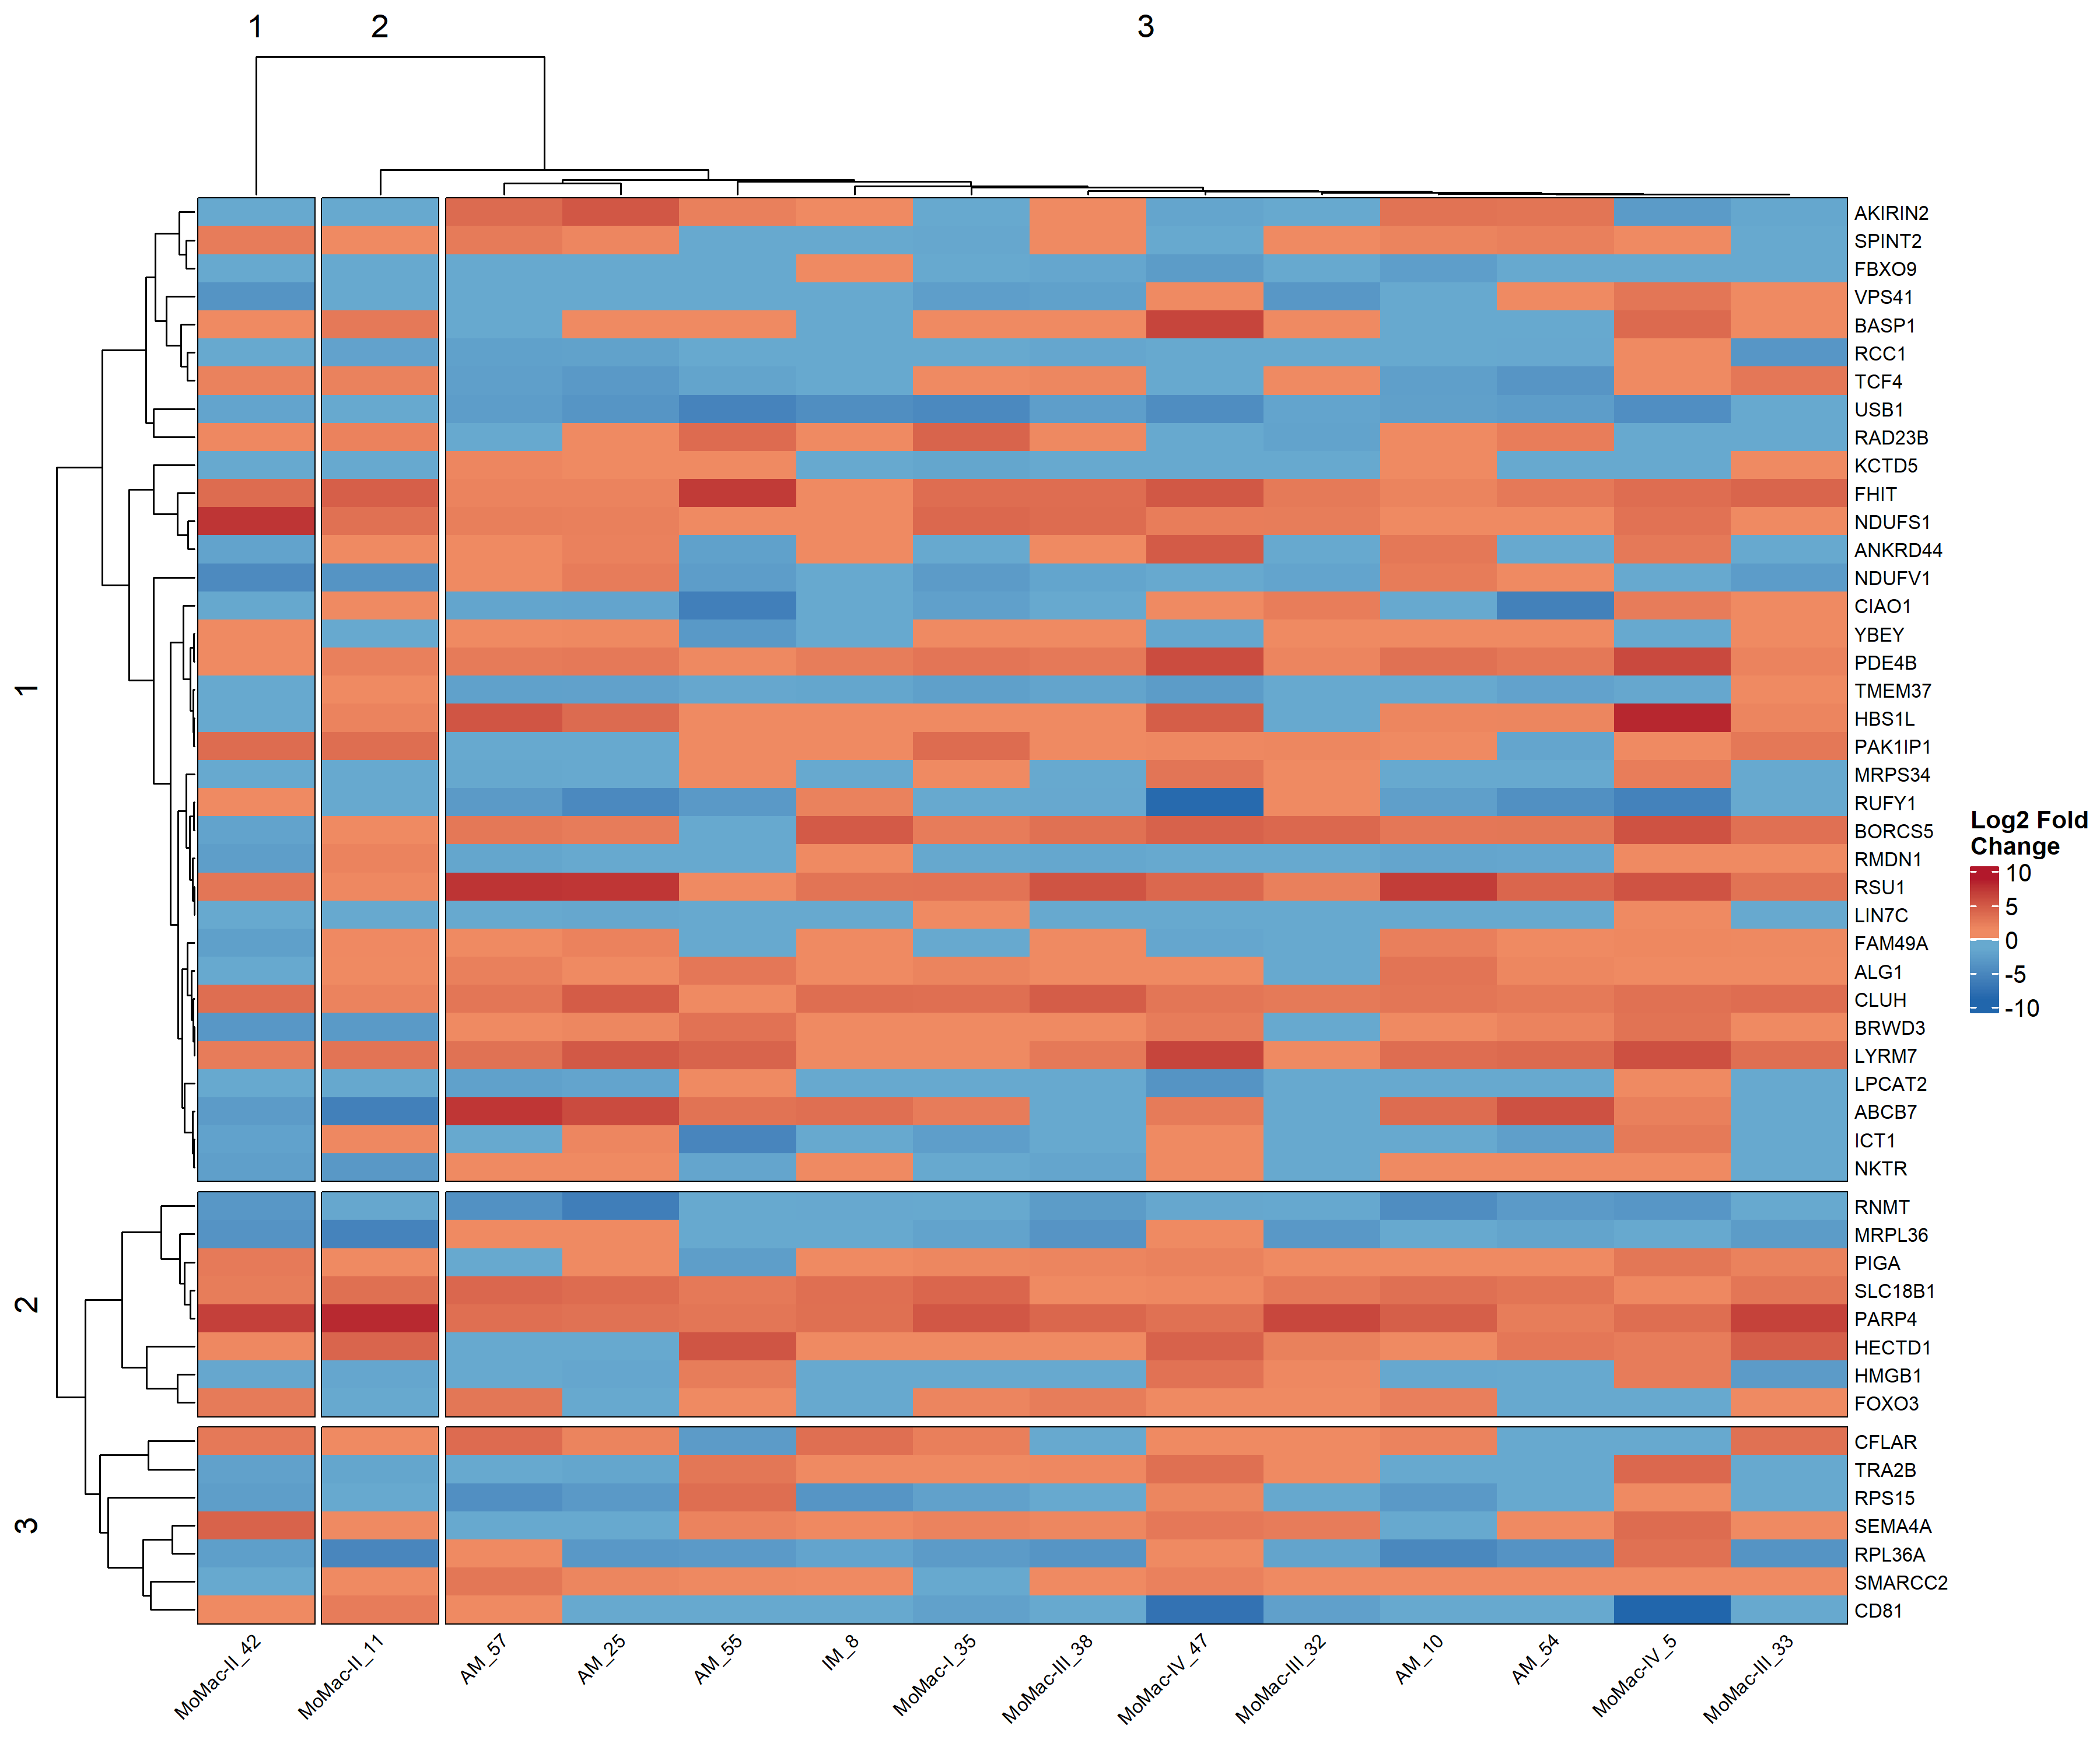 1
2
3
AKIRIN2
SPINT2
FBXO9
VPS41
BASP1
RCC1
TCF4
USB1
RAD23B
KCTD5
FHIT
NDUFS1
ANKRD44
NDUFV1
CIAO1
YBEY
PDE4B
TMEM37
HBS1L
PAK1IP1
MRPS34
RUFY1
BORCS5
RMDN1
RSU1
LIN7C
FAM49A
ALG1
CLUH
BRWD3
LYRM7
LPCAT2
ABCB7
ICT1
NKTR
RNMT
MRPL36
PIGA
SLC18B1
PARP4
HECTD1
HMGB1
FOXO3
CFLAR
TRA2B
RPS15
SEMA4A
RPL36A
SMARCC2
CD81
1
2
3
MoMac-II_42
MoMac-II_11
AM_57
AM_25
AM_55
IM_8
MoMac-I_35
MoMac-III_38
MoMac-IV_47
MoMac-III_32
AM_10
AM_54
MoMac-IV_5
MoMac-III_33
Log2 Fold
Change
10
5
0
-5
-10